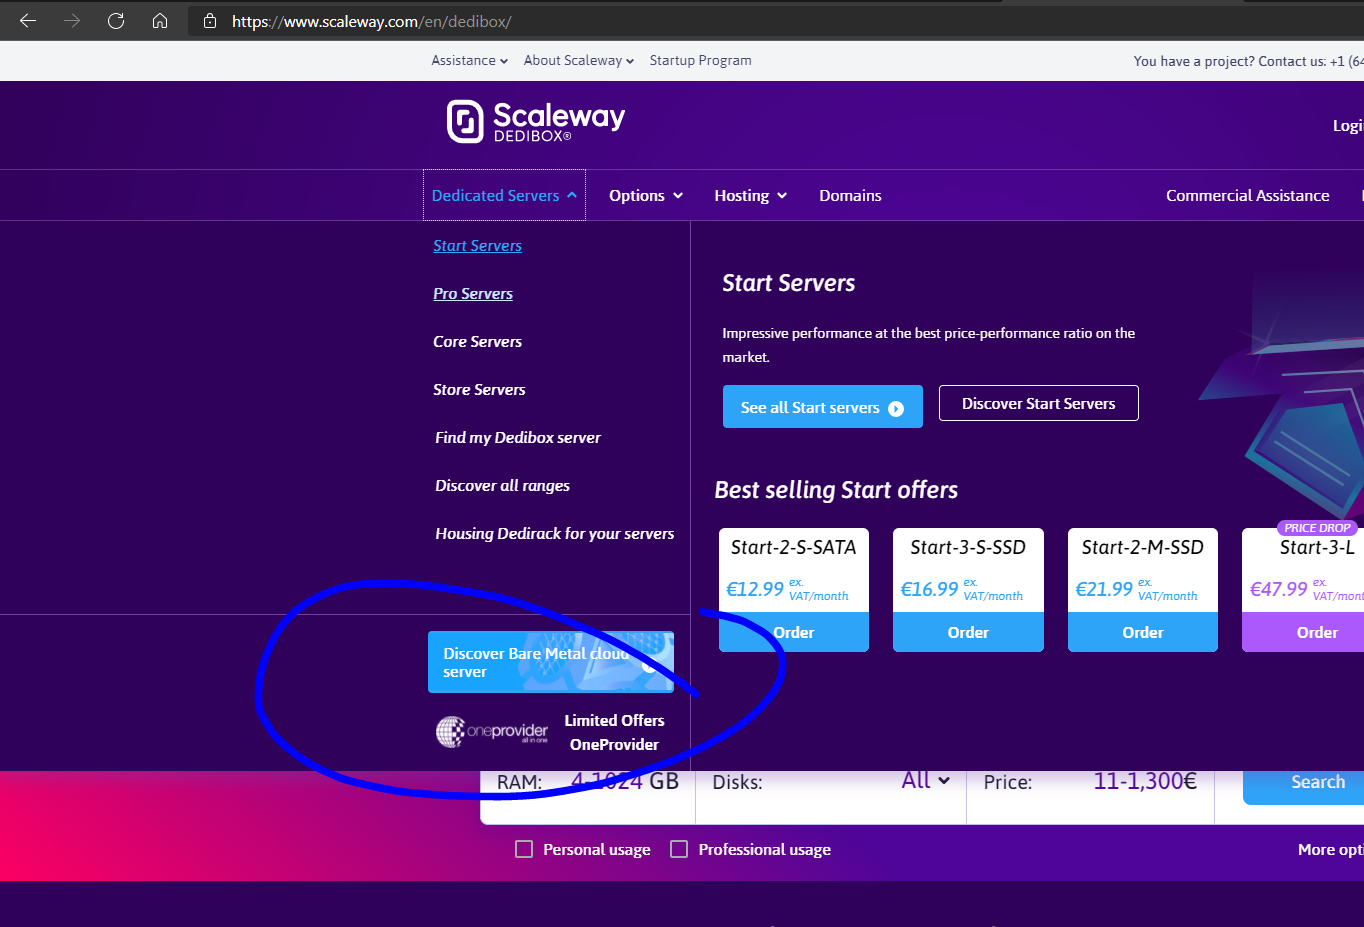 https://www.scaleway.com/en/dedibox/
Assistance About Scaleway Startup Program
You have a project? Contact us: +1 (64
Scaleway
DEDIBOX®
Logi
Dedicated Servers Options Hosting Domains Commercial Assistance
Start Servers
Pro Servers
Core Servers
Store Servers
Find my Dedibox server
Discover all ranges
Housing Dedirack for your servers
Discover Bare Metal cloud
server
oneprovider
all in one
Limited Offers
OneProvider
Start Servers
Impressive performance at the best price-performance ratio on the
market.
See all Start servers Discover Start Servers
Best selling Start offers
PRICE DROP
Start-2-S-SATA Start-3-S-SSD Start-2-M-SSD Start-3-L
€12.99 ex. VAT/month €16.99 ex. VAT/month €21.99 ex. VAT/month €47.99 ex. VAT/mont
Order Order Order Order
RAM: 4-1024 GB Disks: All Price: 11-1,300€ Search
Personal usage Professional usage More opti